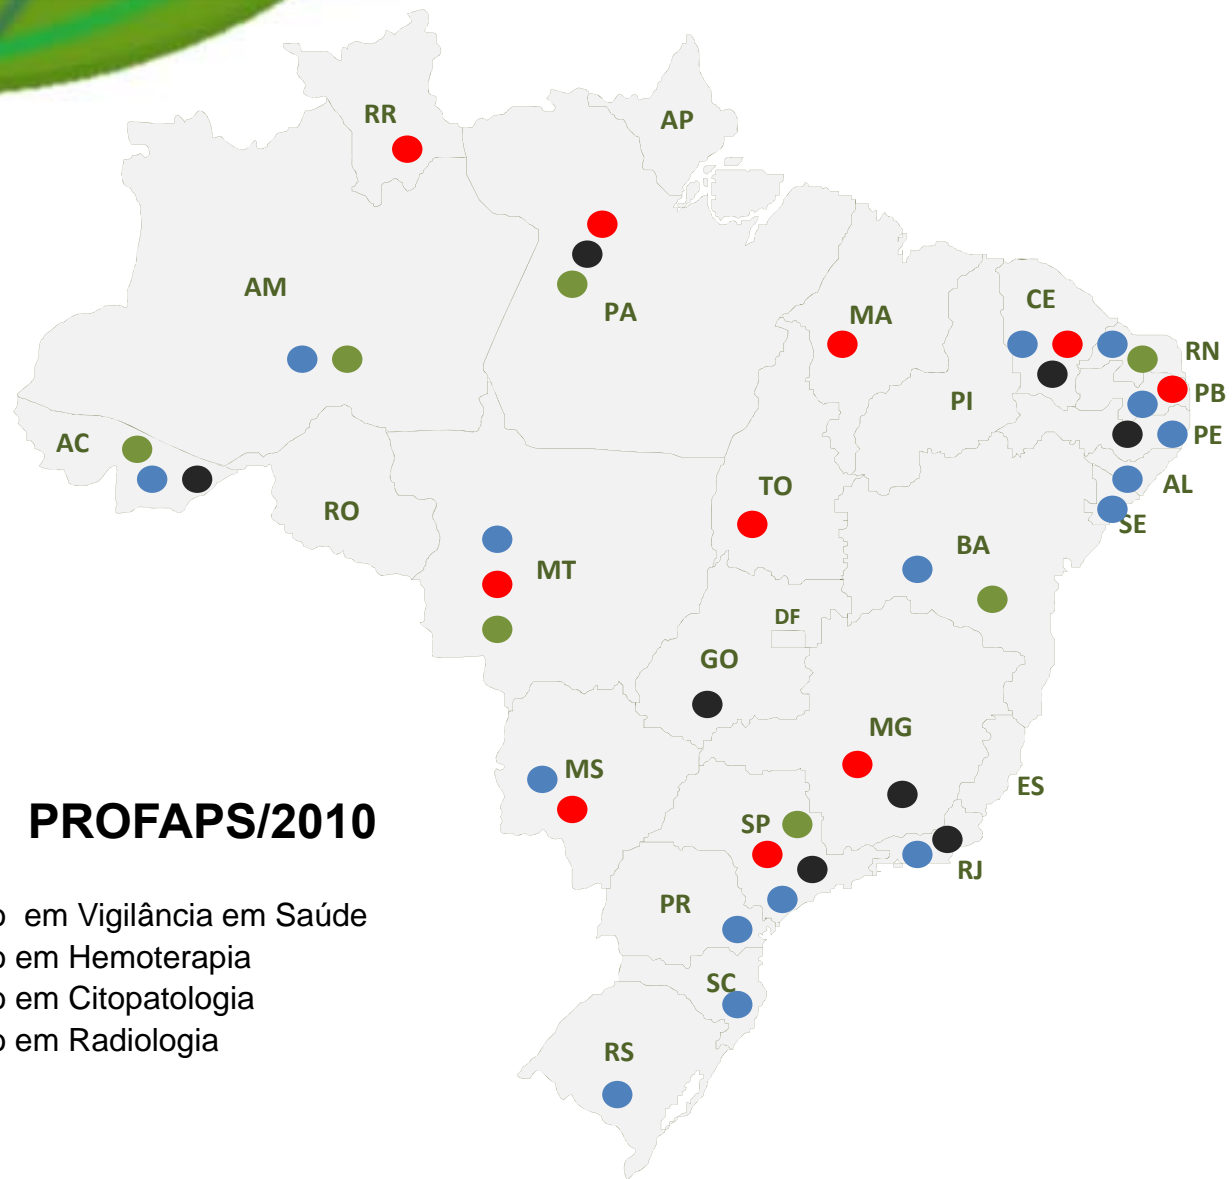 RR
AP
AM
PA
MA
CE
RN
PB
PE
PI
AC
TO
AL
RO
SE
BA
MT
DF
GO
MG
MS
ES
SP
RJ
PR
SC
RS
PROFAPS/2010
o em Vigilância em Saúde
o em Hemoterapia
o em Citopatologia
o em Radiologia